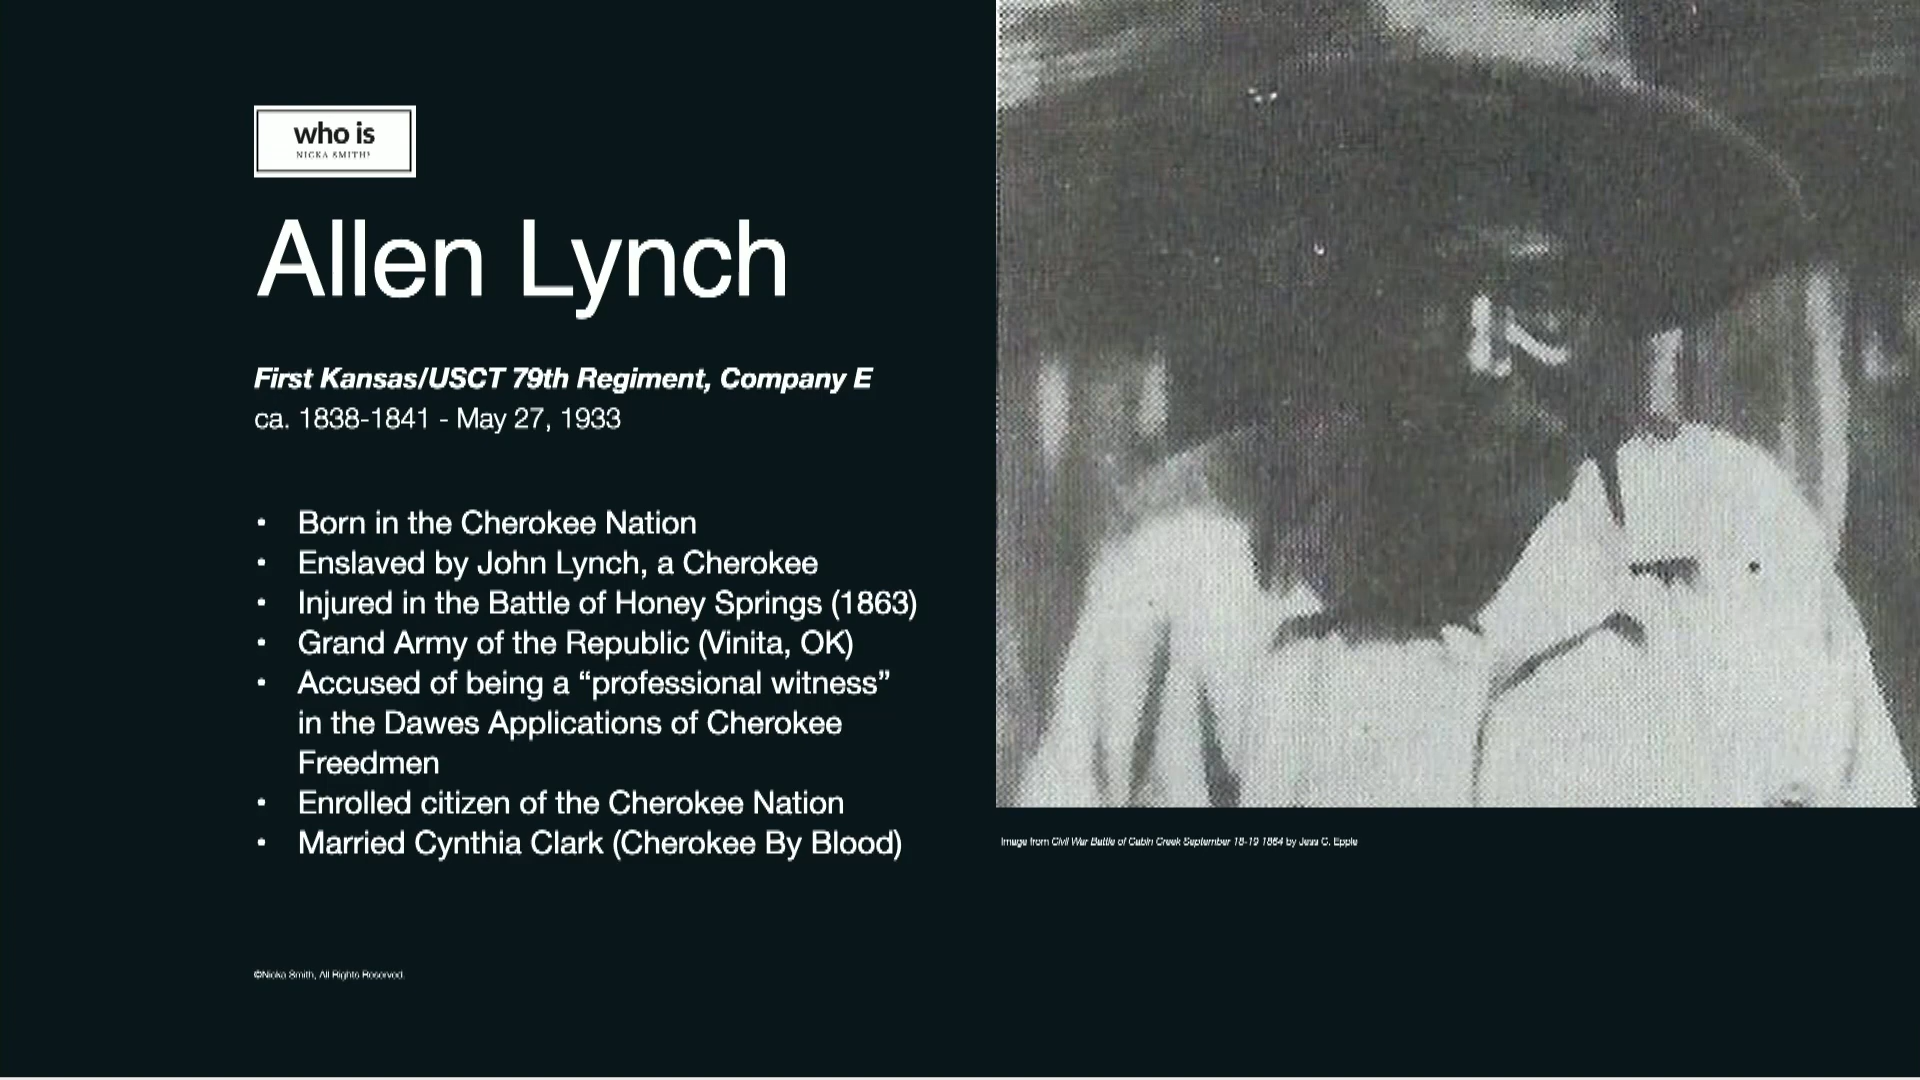 who is
NICKA SMITH?
Allen Lynch
First Kansas/USCT 79th Regiment, Company E
ca. 1838-1841 - May 27, 1933
• Born in the Cherokee Nation
• Enslaved by John Lynch, a Cherokee
• Injured in the Battle of Honey Springs (1863)
• Grand Army of the Republic (Vinita, OK)
• Accused of being a “professional witness”
in the Dawes Applications of Cherokee
Freedmen
• Enrolled citizen of the Cherokee Nation
• Married Cynthia Clark (Cherokee By Blood)
Image from Civil War Battle of Cabin Creek September 18-19 1864 by Jess C. Epple
©Nicka Smith, All Rights Reserved.